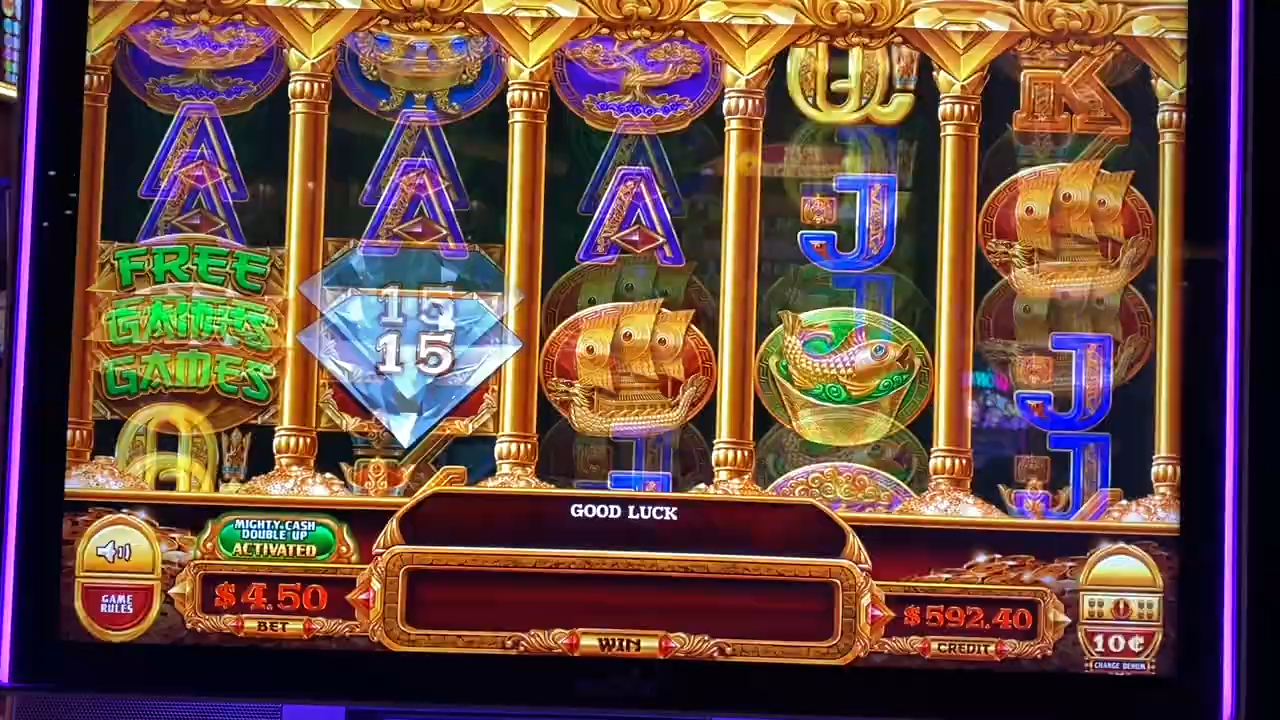 Q
K
A
A
A
A
J
A
A
FREE
GAMES
GAMES
15
15
J
Q
J
J
GOOD LUCK
MIGHTY CASH
DOUBLE UP
ACTIVATED
GAME
RULES
$4.50
BET
WIN
$592.40
CREDIT
10¢
CHANGE DENOM